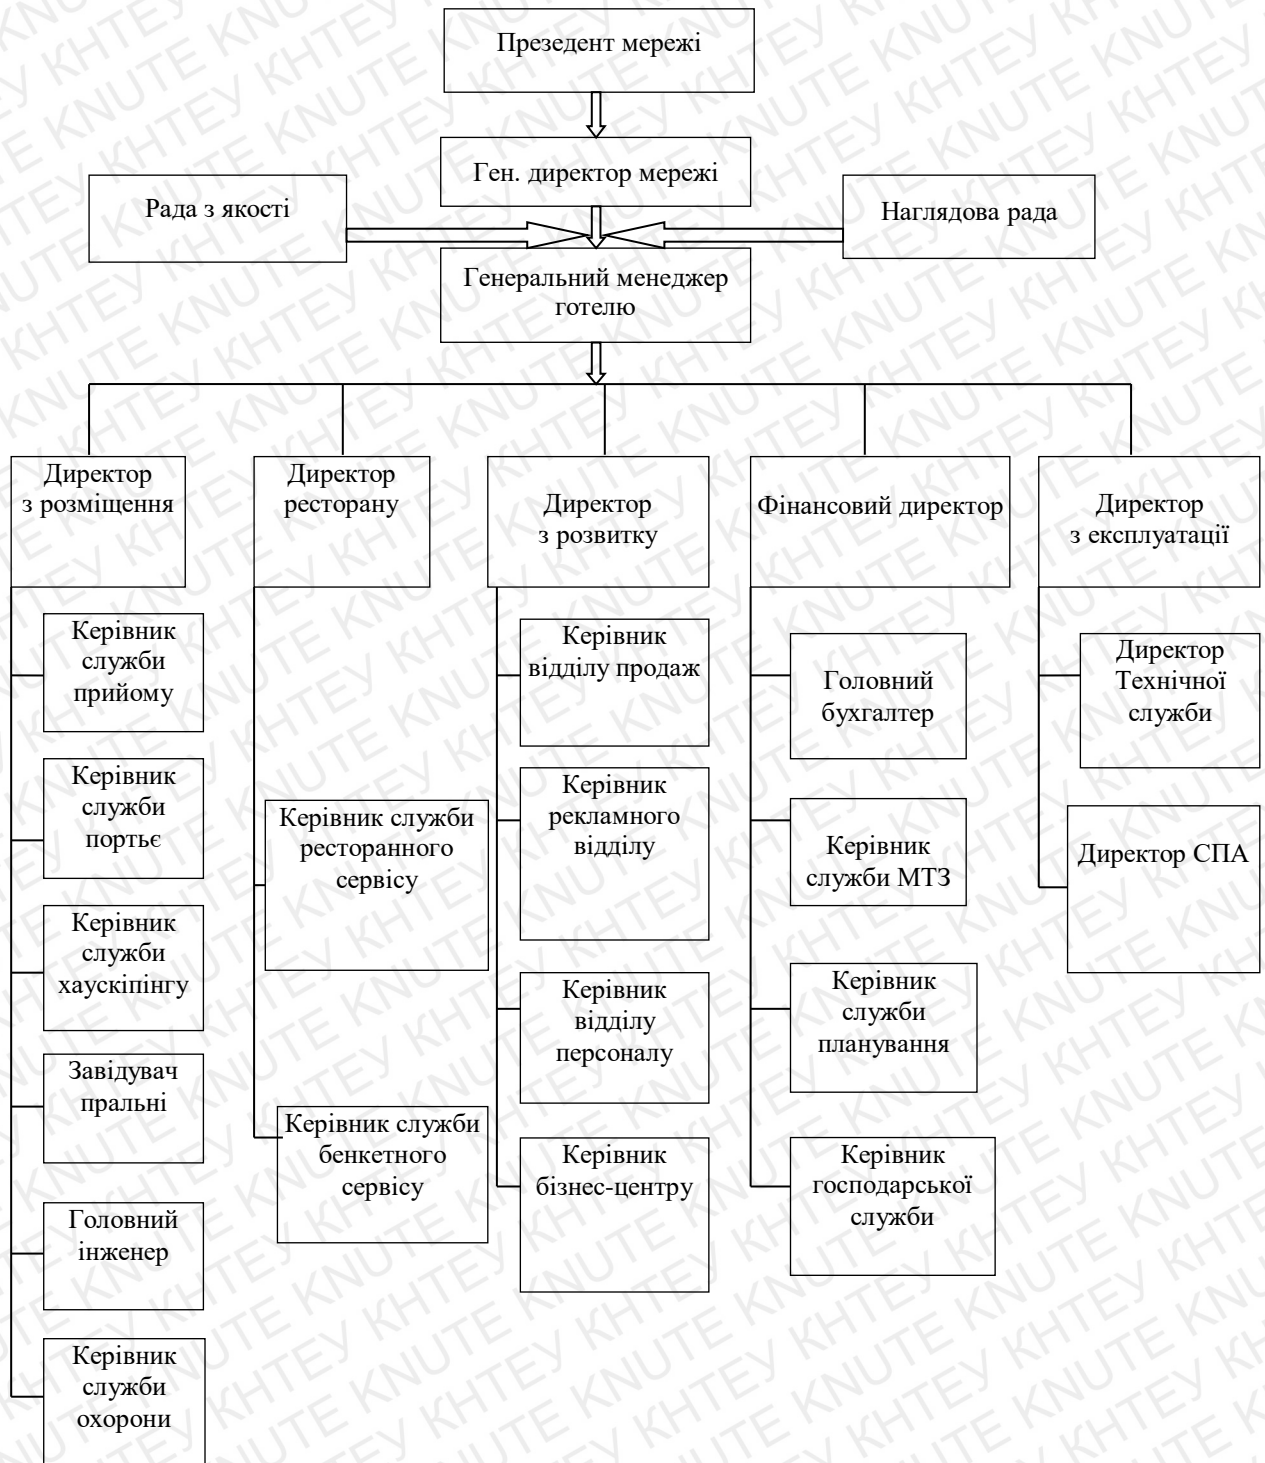 Презедент мережі
Ген. директор мережі
Рада з якості
Наглядова рада
Генеральний менеджер
готелю
Директор
з розміщення
Директор
ресторану
Директор
з розвитку
Фінансовий директор
Директор
з експлуатації
Керівник
служби
прийому
Керівник
служби
портьє
Керівник
служби
хаускіпінгу
Завідувач
пральні
Головний
інженер
Керівник
служби
охорони
Керівник служби
ресторанного
сервісу
Керівник служби
бенкетного
сервісу
Керівник
відділу продаж
Керівник
рекламного
відділу
Керівник
відділу
персоналу
Керівник
бізнес-центру
Головний
бухгалтер
Керівник
служби МТЗ
Керівник
служби
планування
Керівник
господарської
служби
Директор
Технічної
служби
Директор СПА